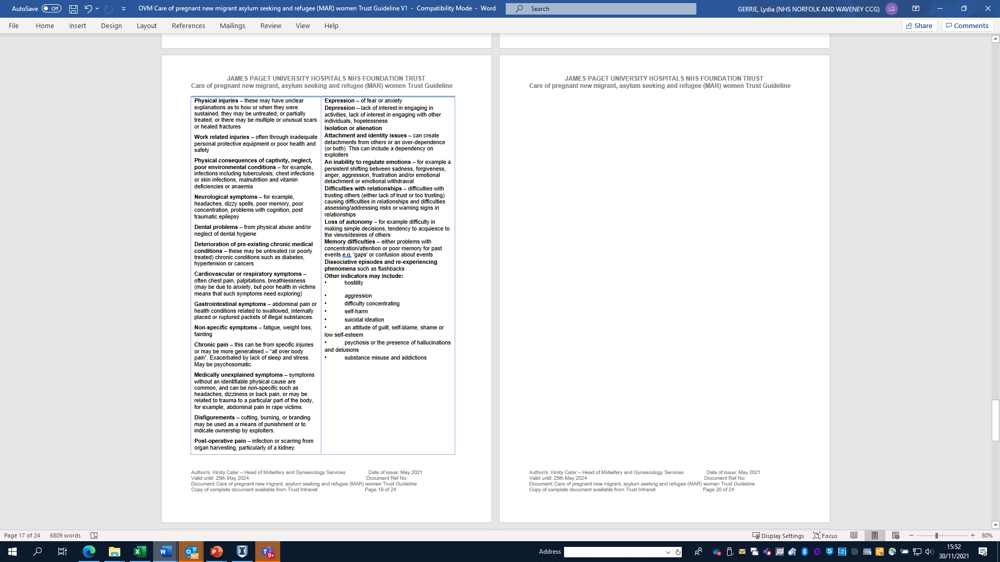 AutoSave Off
OVM Care of pregnant new migrant asylum seeking and refugee (MAR) women Trust Guideline V1 - Compatibility Mode - Word
Search
GERRIE, Lydia (NHS NORFOLK AND WAVENEY CCG) LG
File Home Insert Design Layout References Mailings Review View Help
Share Comments
JAMES PAGET UNIVERSITY HOSPITALS NHS FOUNDATION TRUST
Care of pregnant new migrant, asylum seeking and refugee (MAR) women Trust Guideline
Physical injuries – these may have unclear
explanations as to how or when they were
sustained, they may be untreated, or partially
treated, or there may be multiple or unusual scars
or healed fractures
Work related injuries – often through inadequate
personal protective equipment or poor health and
safety
Physical consequences of captivity, neglect,
poor environmental conditions – for example,
infections including tuberculosis, chest infections
or skin infections, malnutrition and vitamin
deficiencies or anaemia
Neurological symptoms – for example,
headaches, dizzy spells, poor memory, poor
concentration, problems with cognition, post
traumatic epilepsy
Dental problems – from physical abuse and/or
neglect of dental hygiene
Deterioration of pre-existing chronic medical
conditions – these may be untreated (or poorly
treated) chronic conditions such as diabetes,
hypertension or cancers
Cardiovascular or respiratory symptoms –
often chest pain, palpitations, breathlessness
(may be due to anxiety, but poor health in victims
means that such symptoms need exploring)
Gastrointestinal symptoms – abdominal pain or
health conditions related to swallowed, internally
placed or ruptured packets of illegal substances.
Non-specific symptoms – fatigue, weight loss,
fainting
Chronic pain – this can be from specific injuries
or may be more generalised – “all over body
pain”. Exacerbated by lack of sleep and stress.
May be psychosomatic.
Medically unexplained symptoms – symptoms
without an identifiable physical cause are
common, and can be non-specific such as
headaches, dizziness or back pain, or may be
related to trauma to a particular part of the body,
for example, abdominal pain in rape victims.
Disfigurements – cutting, burning, or branding
may be used as a means of punishment or to
indicate ownership by exploiters.
Post-operative pain – infection or scarring from
organ harvesting, particularly of a kidney.
Expression – of fear or anxiety
Depression – lack of interest in engaging in
activities, lack of interest in engaging with other
individuals, hopelessness
Isolation or alienation
Attachment and identity issues – can create
detachments from others or an over-dependence
(or both). This can include a dependency on
exploiters
An inability to regulate emotions – for example a
persistent shifting between sadness, forgiveness,
anger, aggression, frustration and/or emotional
detachment or emotional withdrawal
Difficulties with relationships – difficulties with
trusting others (either lack of trust or too trusting)
causing difficulties in relationships and difficulties
assessing/addressing risks or warning signs in
relationships
Loss of autonomy – for example difficulty in
making simple decisions, tendency to acquiesce to
the views/desires of others
Memory difficulties – either problems with
concentration/attention or poor memory for past
events e.g. 'gaps' or confusion about events
Dissociative episodes and re-experiencing
phenomena such as flashbacks
Other indicators may include:
• hostility
• aggression
• difficulty concentrating
• self-harm
• suicidal ideation
• an attitude of guilt, self-blame, shame or
low self-esteem
• psychosis or the presence of hallucinations
and delusions
• substance misuse and addictions
Author/s: Kirsty Cater – Head of Midwifery and Gynaecology Services Date of issue: May 2021
Valid until: 25th May 2024 Document Ref No:
Document: Care of pregnant new migrant, asylum seeking and refugee (MAR) women Trust Guideline
Copy of complete document available from Trust Intranet Page 19 of 24
JAMES PAGET UNIVERSITY HOSPITALS NHS FOUNDATION TRUST
Care of pregnant new migrant, asylum seeking and refugee (MAR) women Trust Guideline
Author/s: Kirsty Cater – Head of Midwifery and Gynaecology Services Date of issue: May 2021
Valid until: 25th May 2024 Document Ref No:
Document: Care of pregnant new migrant, asylum seeking and refugee (MAR) women Trust Guideline
Copy of complete document available from Trust Intranet Page 20 of 24
Page 17 of 24 6809 words
Display Settings Focus 80%
9+
Address
15:52
30/11/2021